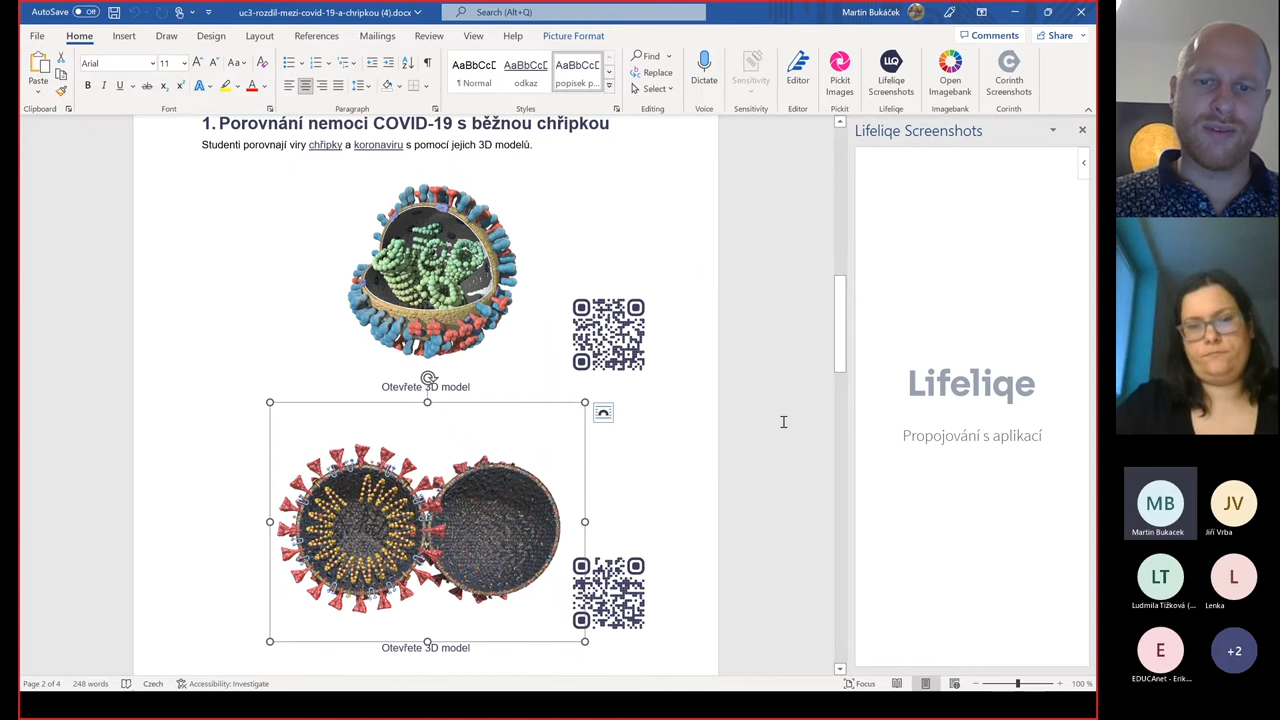 AutoSave
Off
uc3-rozdil-mezi-covid-19-a-chripkou (4).docx
Search (Alt+Q)
Martin Bukáček
File
Home
Insert
Draw
Design
Layout
References
Mailings
Review
View
Help
Picture Format
Comments
Share
Paste
Clipboard
Arial
11
Font
Paragraph
AaBbCc[
¶ Normal
AaBbCc[
odkaz
AaBbCc[
popisek p...
Styles
Find
Replace
Select
Editing
Dictate
Voice
Sensitivity
Sensitivity
Editor
Editor
Pickit
Images
Pickit
Lifeliqe
Screenshots
Lifeliqe
Open
Imagebank
Imagebank
Corinth
Screenshots
Corinth
1. Porovnání nemoci COVID-19 s běžnou chřipkou
Studenti porovnají viry chřipky a koronaviru s pomocí jejich 3D modelů.
Otevřete 3D model
Otevřete 3D model
Lifeliqe Screenshots
Lifeliqe
Propojování s aplikací
Page 2 of 4
248 words
Czech
Accessibility: Investigate
Focus
100 %
MB
Martin Bukacek
JV
Jiří Vrba
LT
Ludmila Tížková (...
L
Lenka
E
EDUCAnet - Erik...
+2